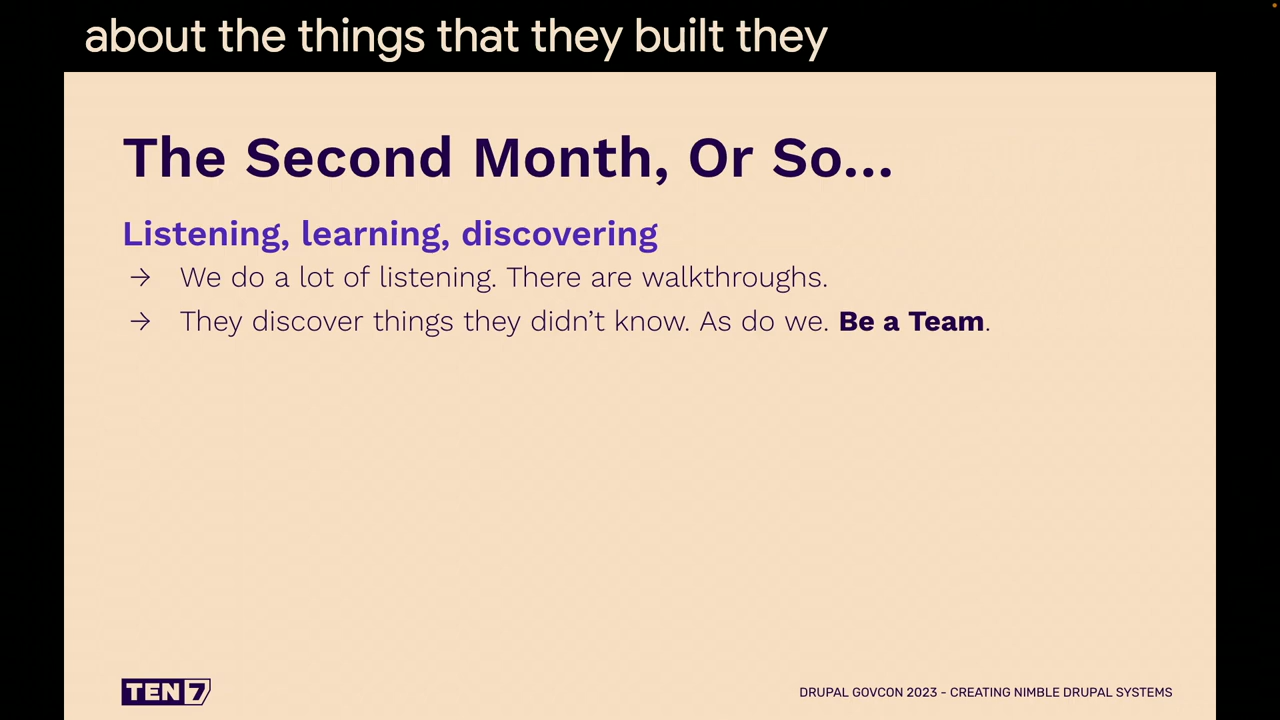 about the things that they built they
The Second Month, Or So...
Listening, learning, discovering
→ We do a lot of listening. There are walkthroughs.
→ They discover things they didn’t know. As do we. Be a Team.
TEN7
DRUPAL GOVCON 2023 - CREATING NIMBLE DRUPAL SYSTEMS